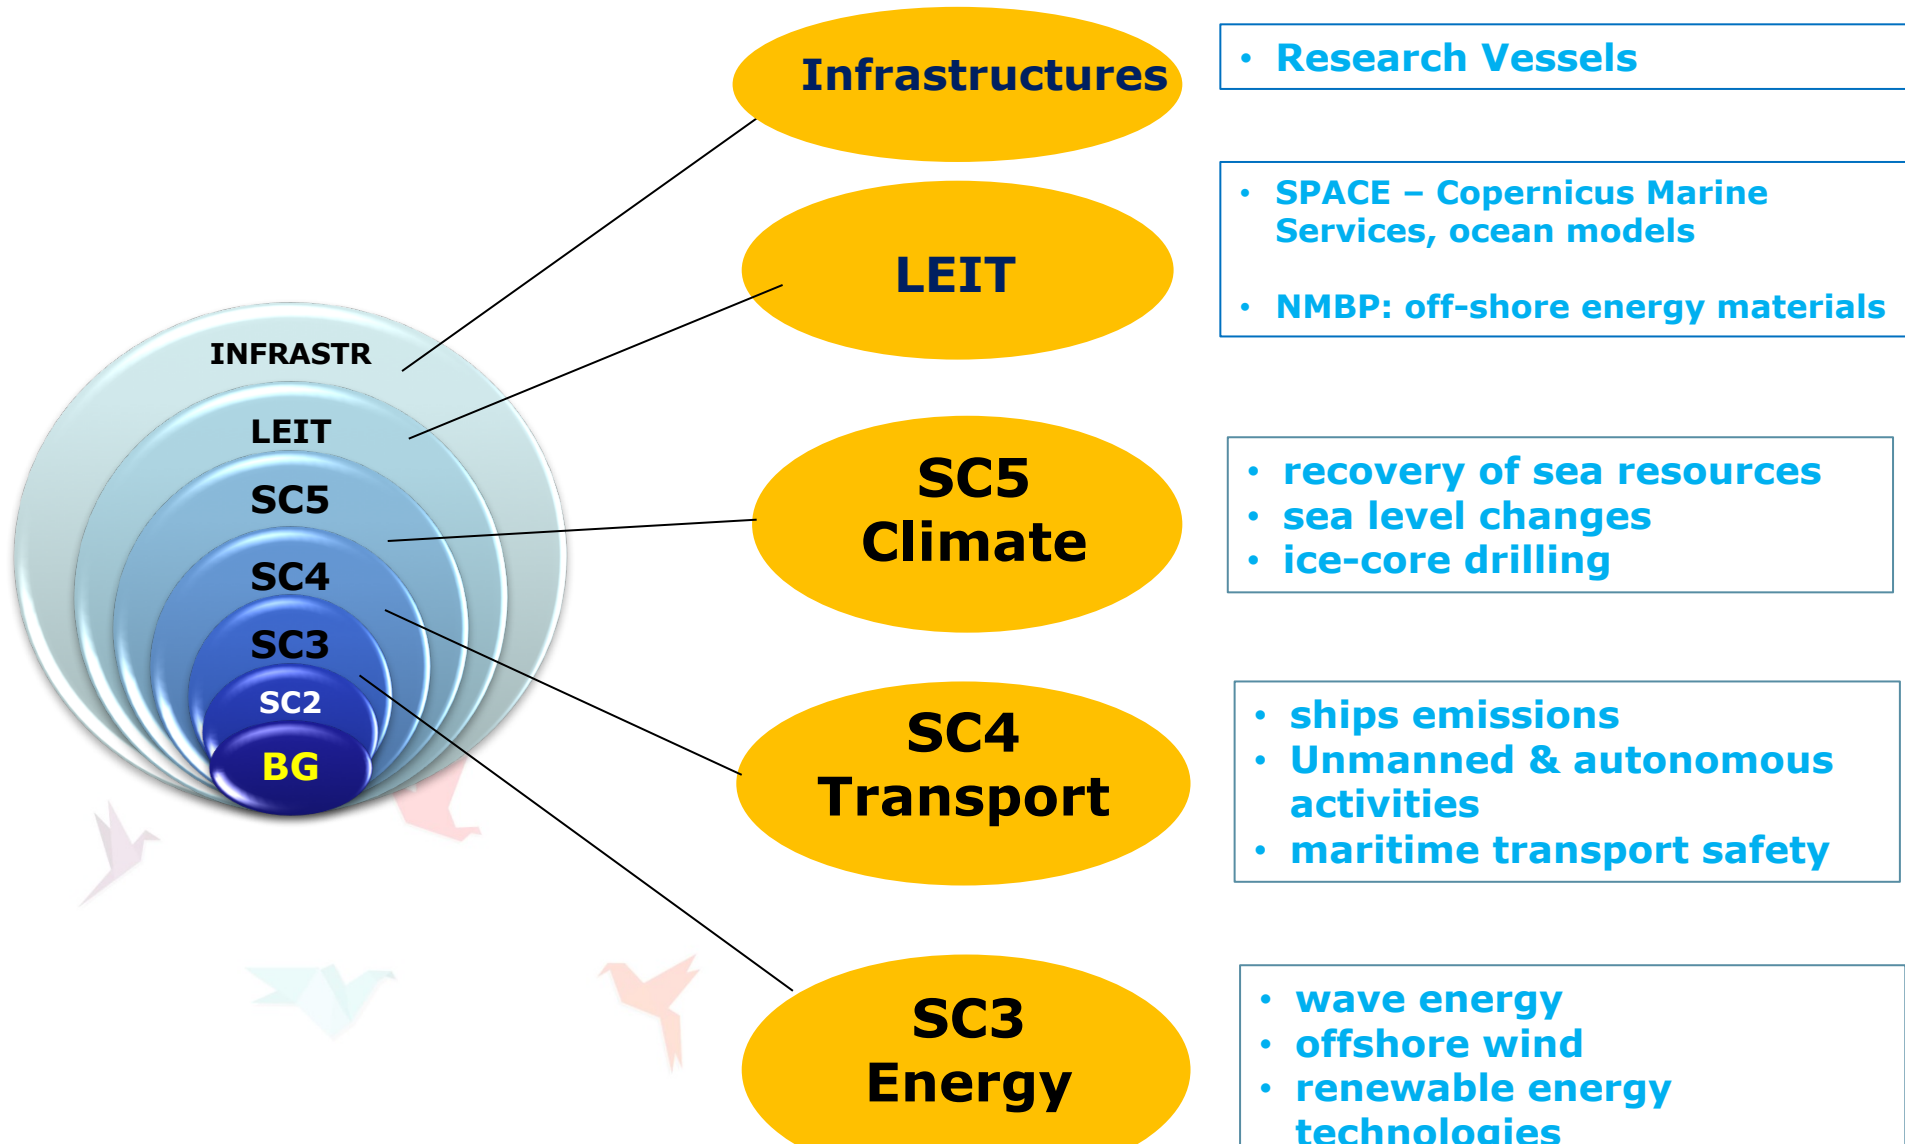 INFRASTR
LEIT
SC5
SC4
SC3
SC2
BG
Infrastructures
• Research Vessels
LEIT
• SPACE – Copernicus Marine
Services, ocean models
• NMBP: off-shore energy materials
SC5
Climate
• recovery of sea resources
• sea level changes
• ice-core drilling
SC4
Transport
• ships emissions
• Unmanned & autonomous
activities
• maritime transport safety
SC3
Energy
• wave energy
• offshore wind
• renewable energy
technologies